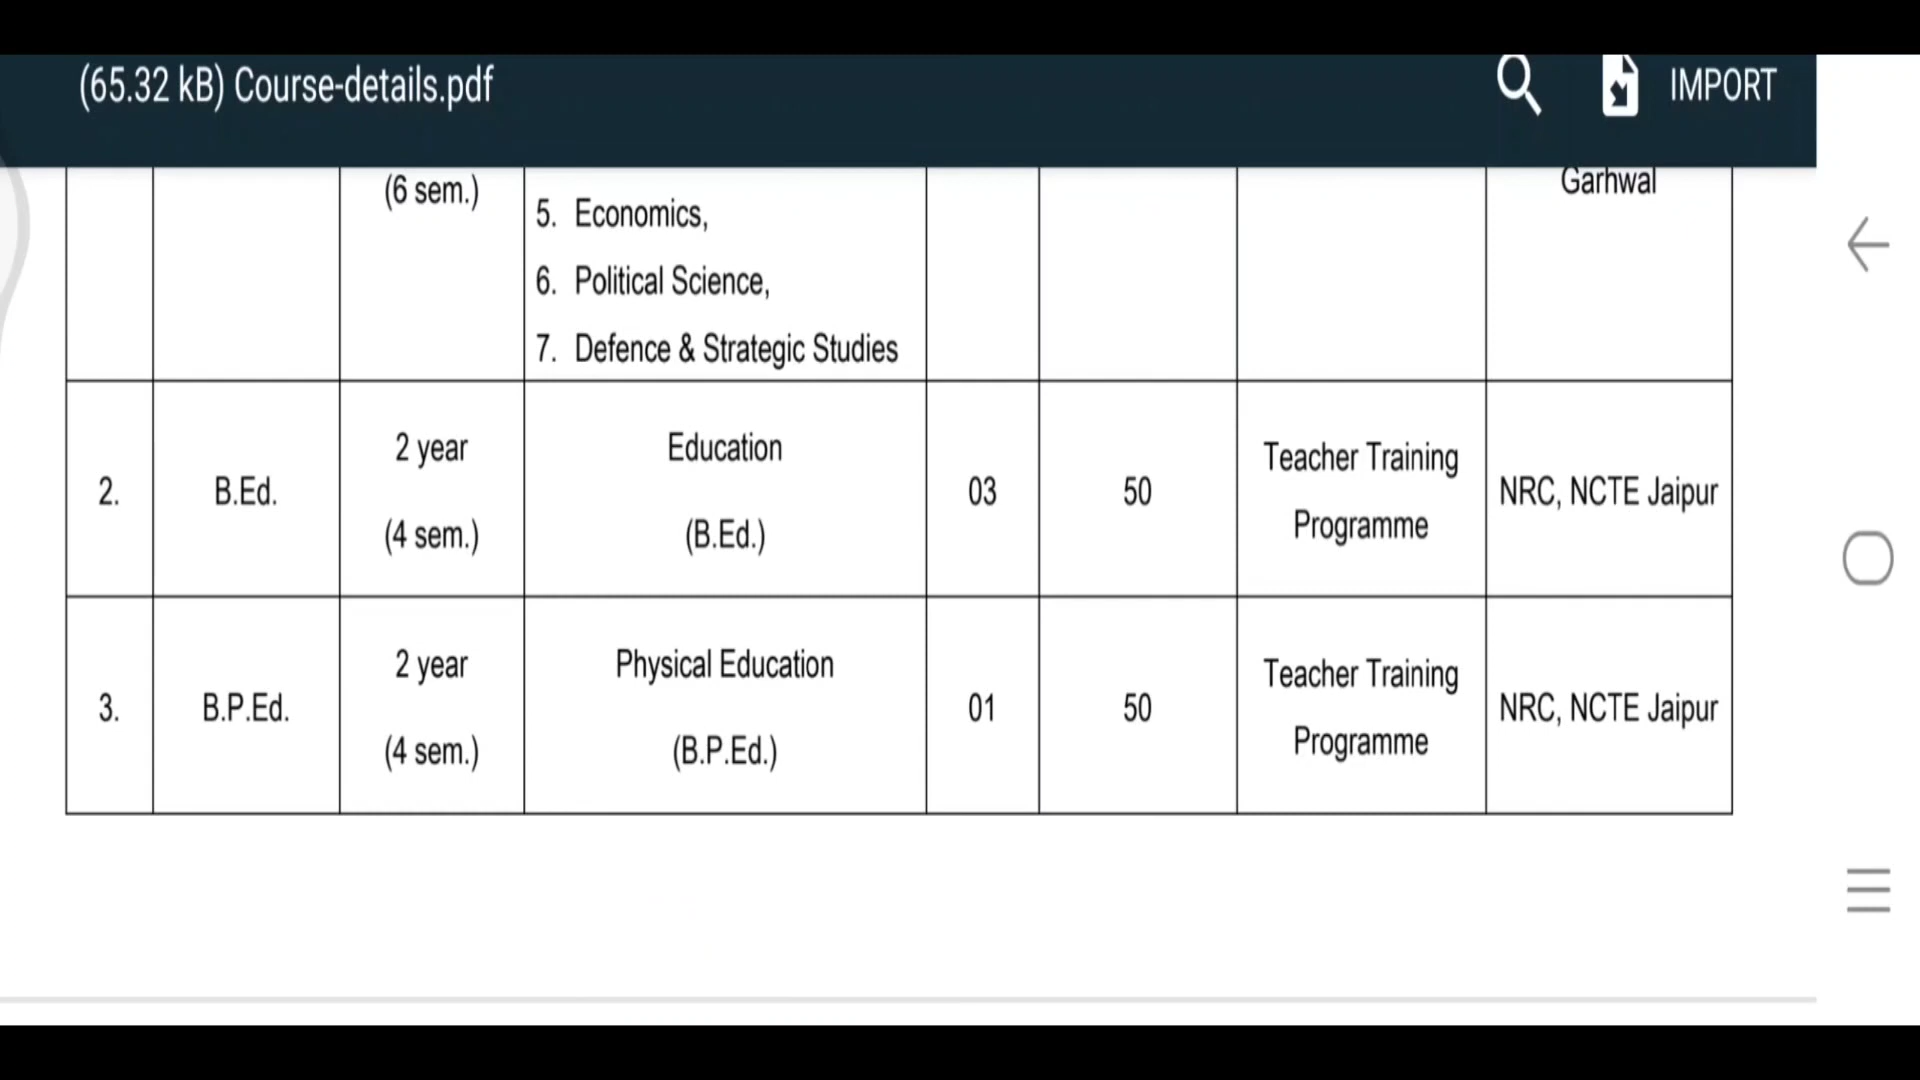 (65.32 kB) Course-details.pdf
IMPORT
(6 sem.)
Garhwal
5. Economics,
6. Political Science,
7. Defence & Strategic Studies
2.
B.Ed.
2 year
(4 sem.)
Education
(B.Ed.)
03
50
Teacher Training
Programme
NRC, NCTE Jaipur
3.
B.P.Ed.
2 year
(4 sem.)
Physical Education
(B.P.Ed.)
01
50
Teacher Training
Programme
NRC, NCTE Jaipur